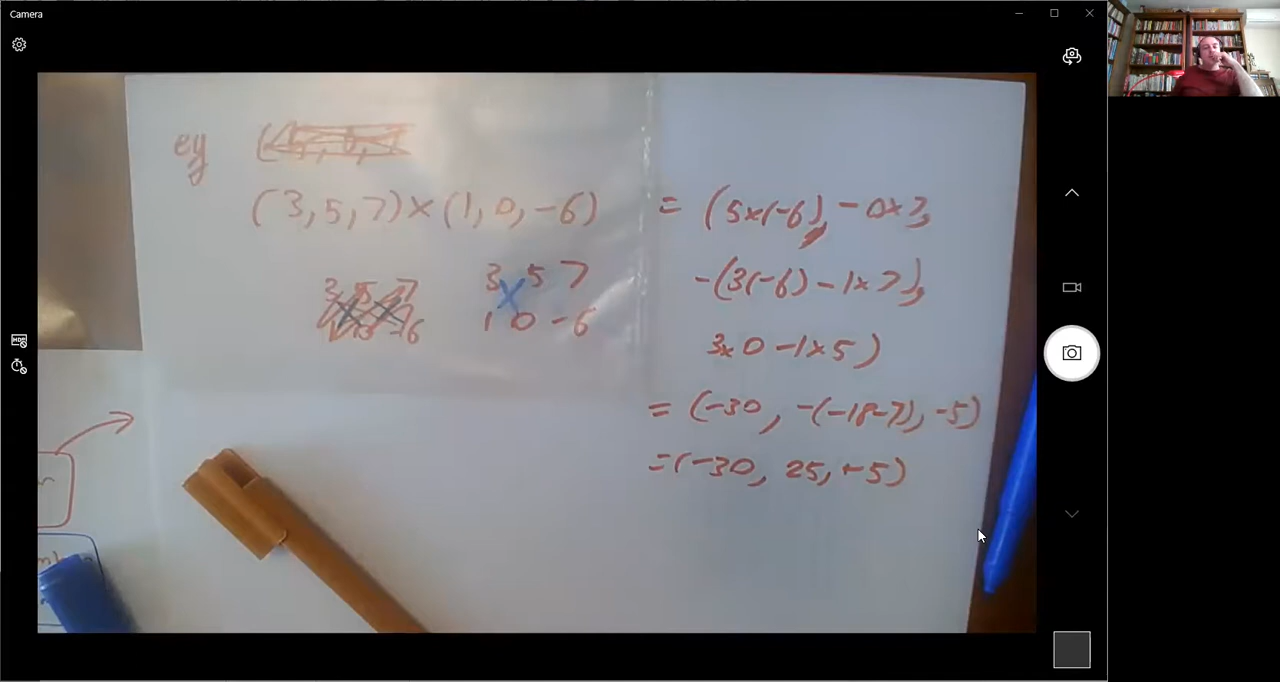 Camera
eg
(3,5,7)×(1,0,-6) = (5×(-6), -0×7,
3 5 7
1 0 -6
-(3(-6) -1×7),
3×0 -1×5)
= (-30, -(-18-7), -5)
=(-30, 25, -5)